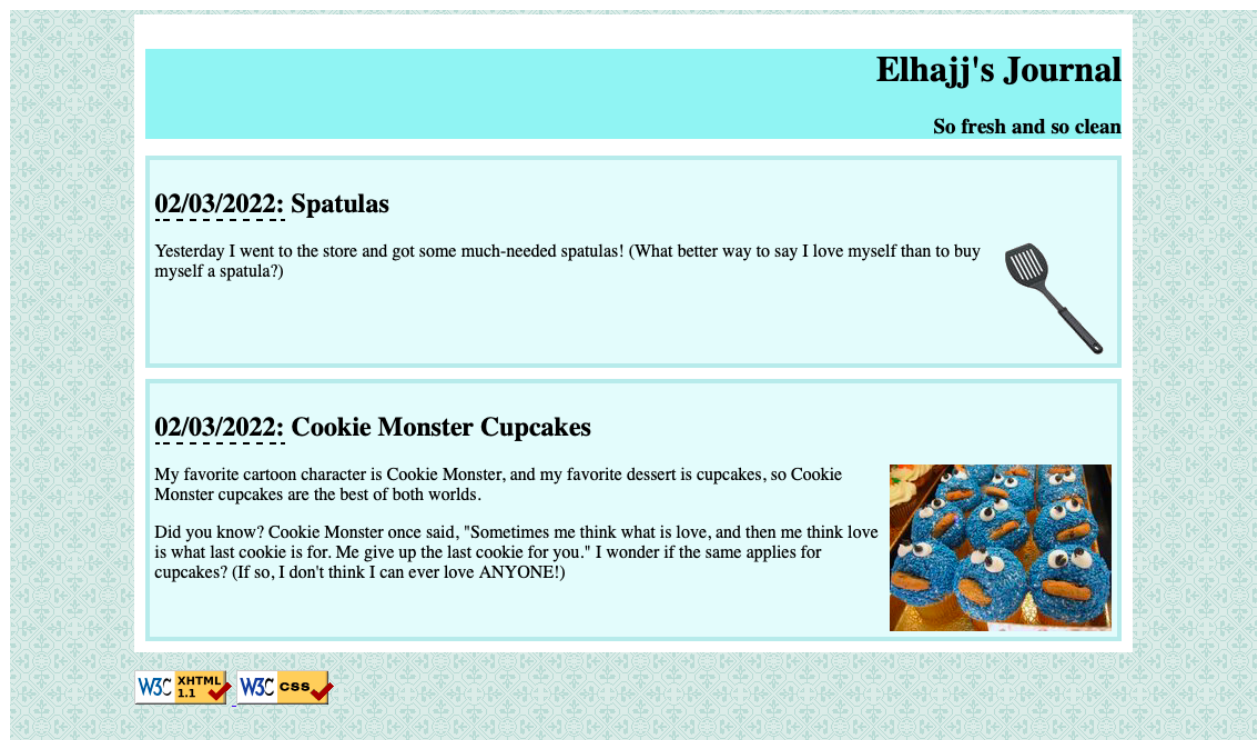 Elhajj's Journal
So fresh and so clean
02/03/2022: Spatulas
Yesterday I went to the store and got some much-needed spatulas! (What better way to say I love myself than to buy
myself a spatula?)
02/03/2022: Cookie Monster Cupcakes
My favorite cartoon character is Cookie Monster, and my favorite dessert is cupcakes, so Cookie
Monster cupcakes are the best of both worlds.
Did you know? Cookie Monster once said, "Sometimes me think what is love, and then me think love
is what last cookie is for. Me give up the last cookie for you." I wonder if the same applies for
cupcakes? (If so, I don't think I can ever love ANYONE!)
W3C XHTML 1.1 W3C CSS